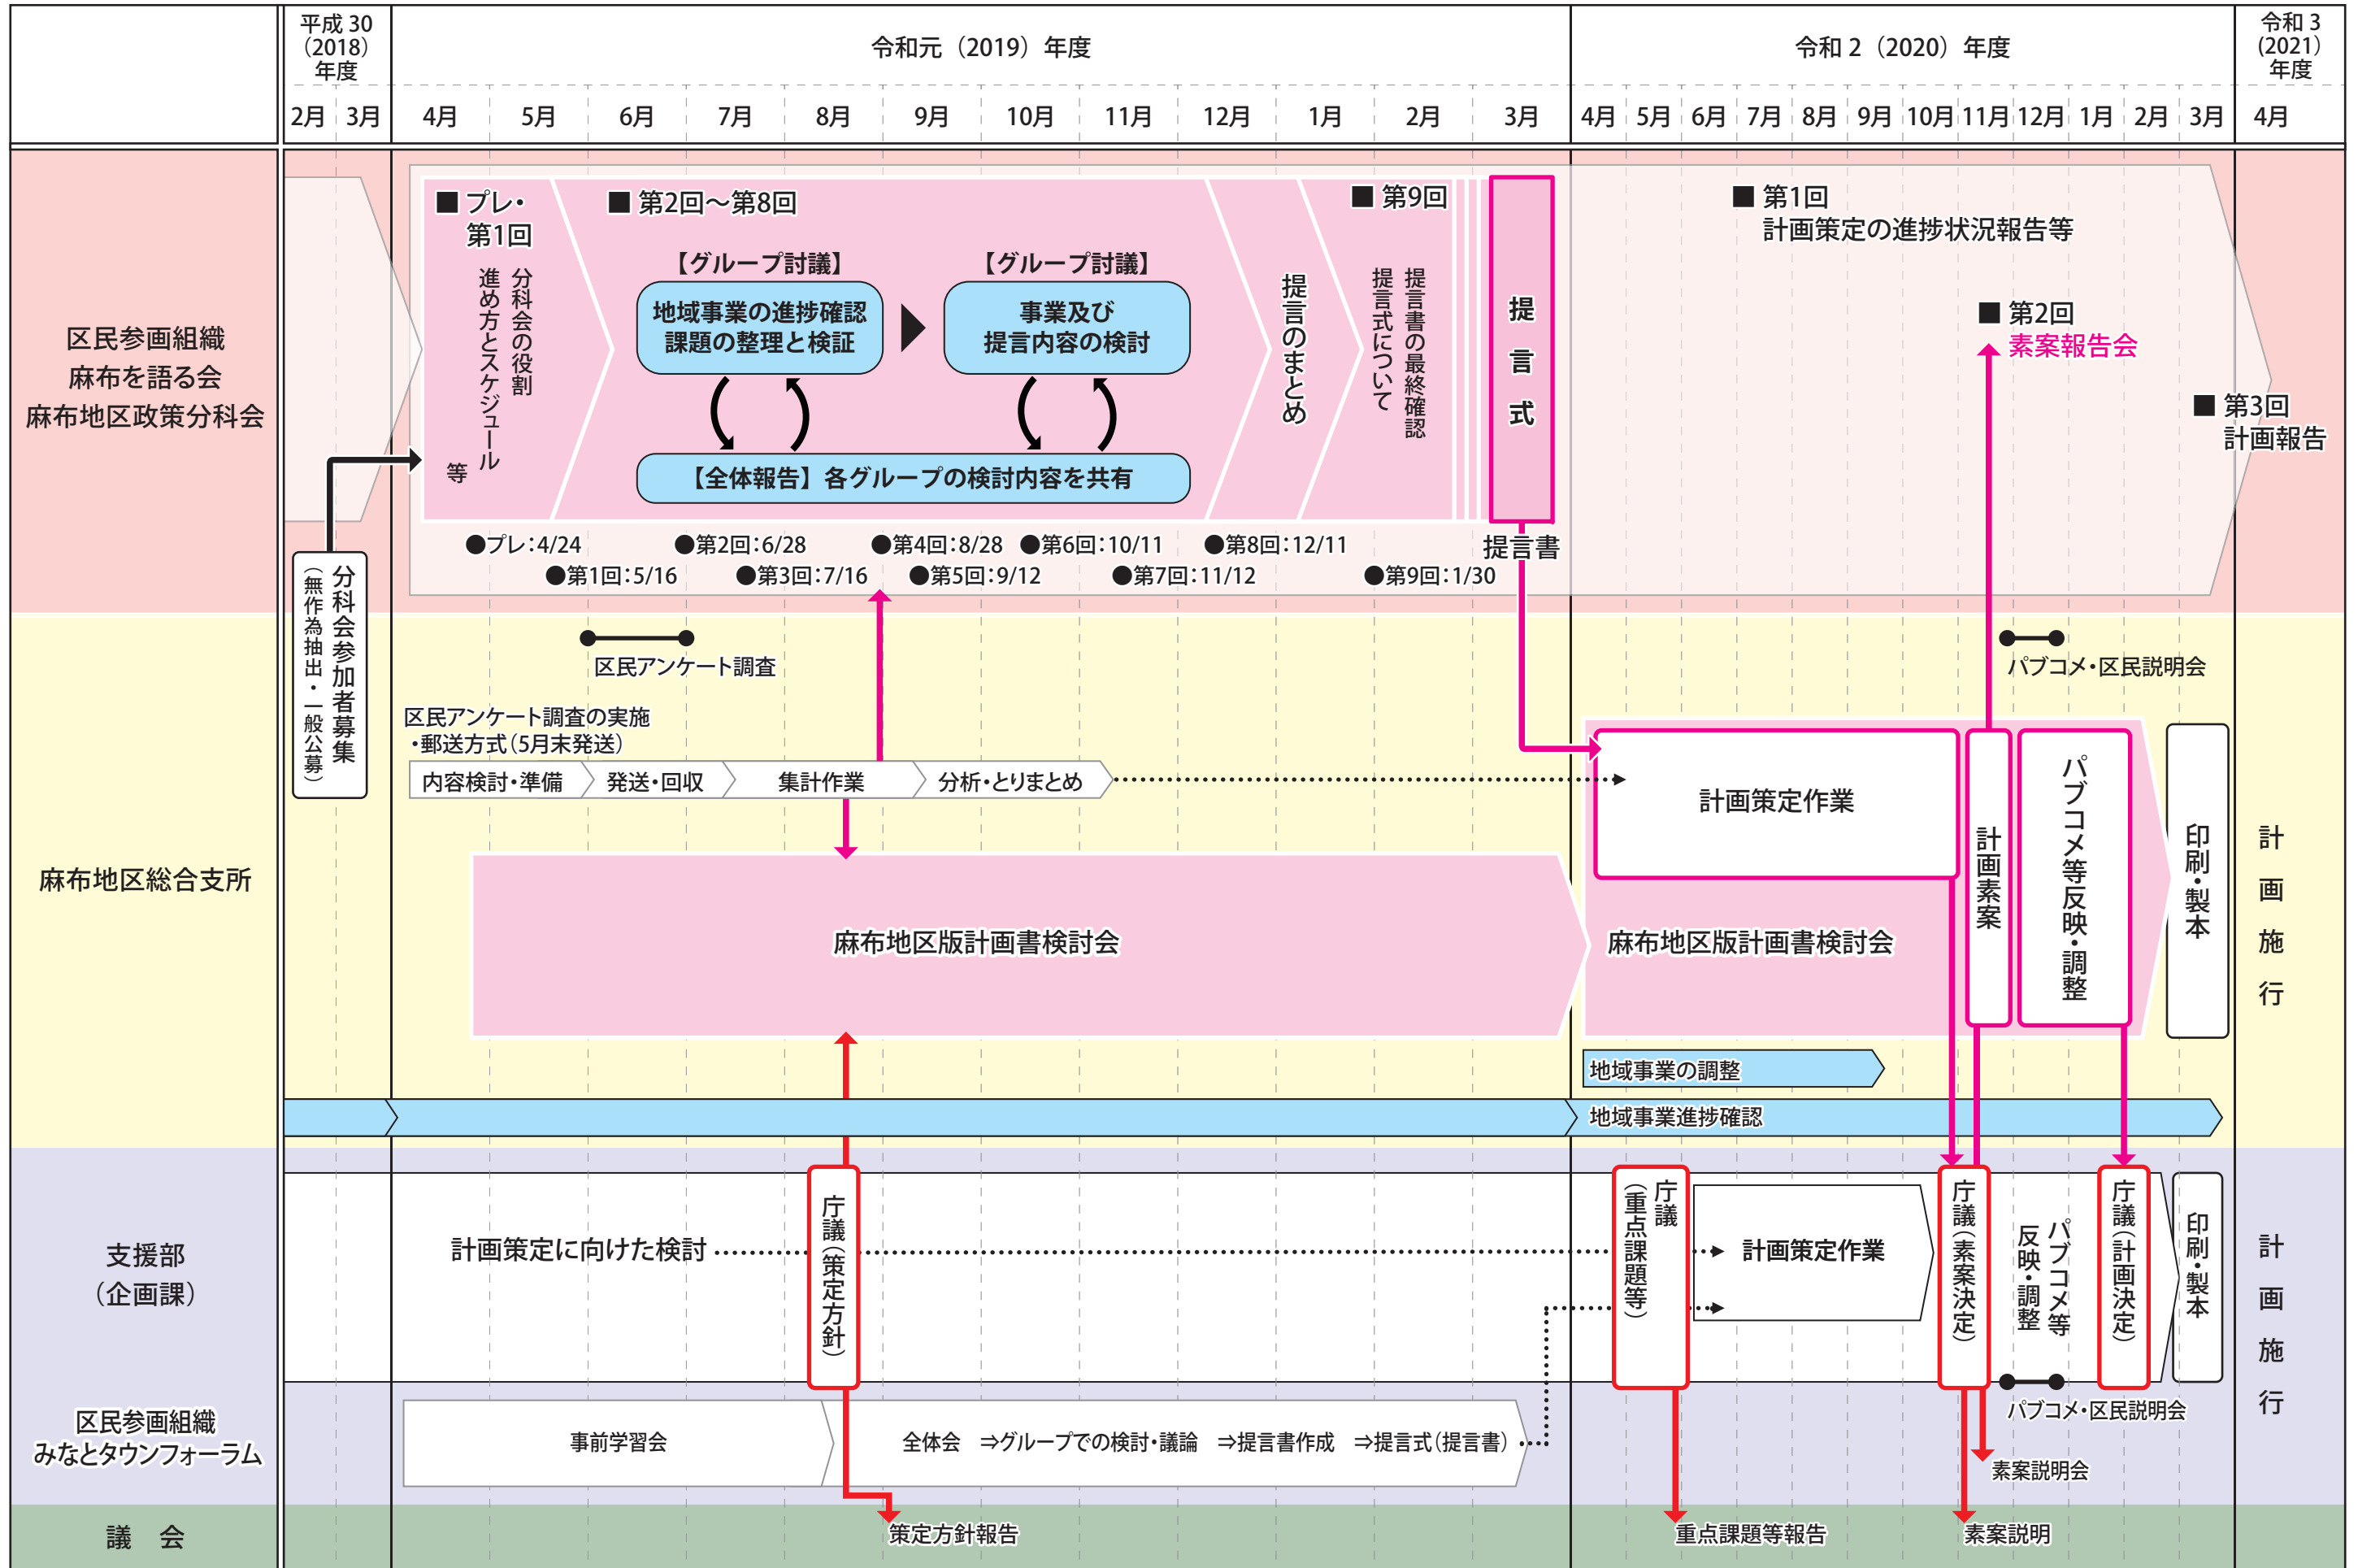 平成 30
（2018）
年度
令和元（2019）年度
令和 2（2020）年度
令和 3
(2021）
年度
2月 3月 4月 5月 6月 7月 8月 9月 10月 11月 12月 1月 2月 3月 4月 5月 6月 7月 8月 9月 10月 11月 12月 1月 2月 3月 4月
区民参画組織
麻布を語る会
麻布地区政策分科会
■ プレ・
第1回
分科会の役割
進め方とスケジュール
等
■ 第2回〜第8回
【グループ討議】
地域事業の進捗確認
課題の整理と検証
【グループ討議】
事業及び
提言内容の検討
【全体報告】各グループの検討内容を共有
提言のまとめ
■ 第9回
提言書の最終確認
提言式について
提言式
■ 第1回
計画策定の進捗状況報告等
■ 第2回
素案報告会
■ 第3回
計画報告
●プレ：4/24
●第1回：5/16
●第2回：6/28
●第3回：7/16
●第4回：8/28
●第5回：9/12
●第6回：10/11
●第7回：11/12
●第8回：12/11
●第9回：1/30
提言書
分科会参加者募集
（無作為抽出・一般公募）
麻布地区総合支所
区民アンケート調査
パブコメ・区民説明会
区民アンケート調査の実施
・郵送方式（5月末発送）
内容検討・準備
発送・回収
集計作業
分析・とりまとめ
計画策定作業
計画素案
パブコメ等反映・調整
印刷・製本
計画施行
麻布地区版計画書検討会
麻布地区版計画書検討会
地域事業の調整
地域事業進捗確認
支援部
（企画課）
計画策定に向けた検討
庁議（策定方針）
庁議
（重点課題等）
計画策定作業
庁議（素案決定）
パブコメ等
反映・調整
庁議（計画決定）
印刷・製本
計画施行
パブコメ・区民説明会
区民参画組織
みなとタウンフォーラム
事前学習会
全体会 ⇒グループでの検討・議論 ⇒提言書作成 ⇒提言式（提言書）
素案説明会
議 会
策定方針報告
重点課題等報告
素案説明